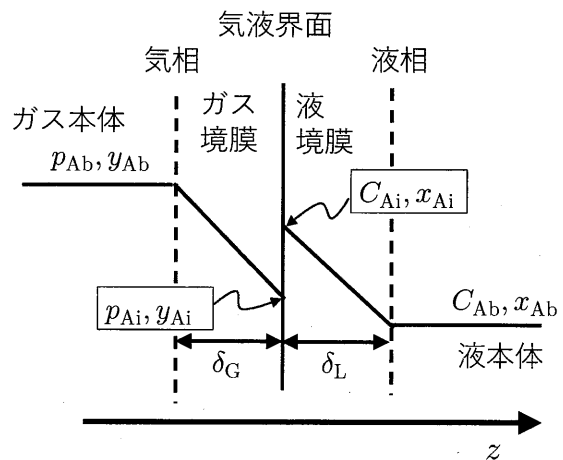 気液界面
気相
液相
ガス本体
ガス
境膜
液
境膜
p_Ab, y_Ab
C_Ai, x_Ai
p_Ai, y_Ai
C_Ab, x_Ab
液本体
δ_G
δ_L
z